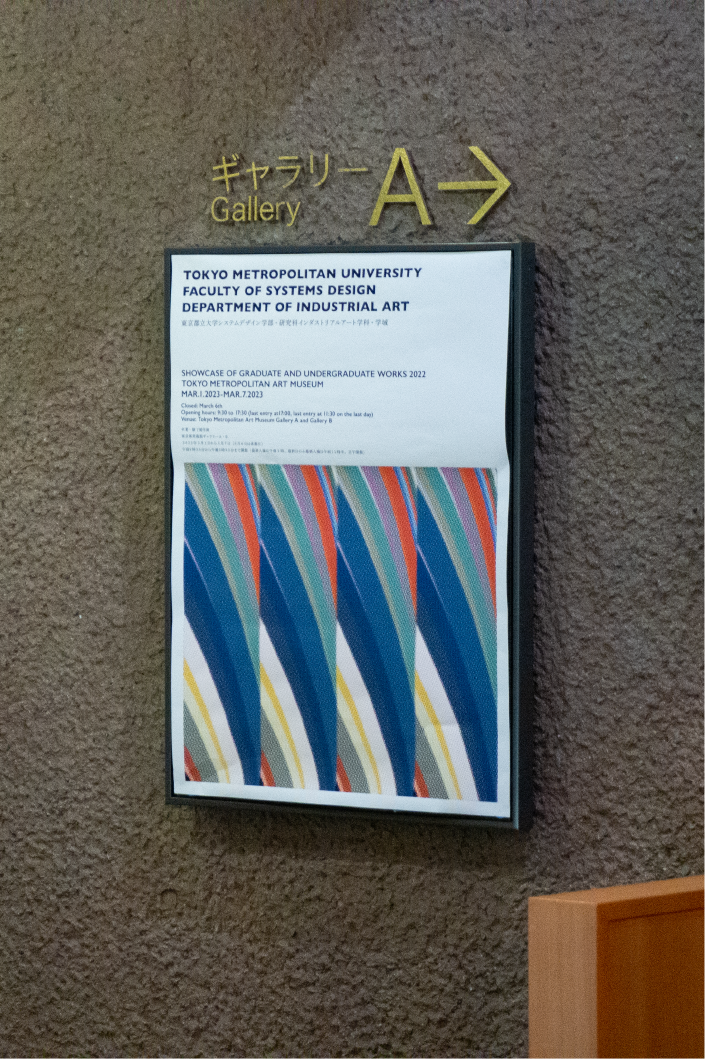 ギャラリー
Gallery
A→
TOKYO METROPOLITAN UNIVERSITY
FACULTY OF SYSTEMS DESIGN
DEPARTMENT OF INDUSTRIAL ART
東京都立大学システムデザイン学部・研究科インダストリアルアート学科・学域
SHOWCASE OF GRADUATE AND UNDERGRADUATE WORKS 2022
TOKYO METROPOLITAN ART MUSEUM
MAR.1.2023-MAR.7.2023
Closed: March 6th
Opening hours: 9:30 to 17:30 (last entry at17:00, last entry at 11:30 on the last day)
Venue: Tokyo Metropolitan Art Museum Gallery A and Gallery B